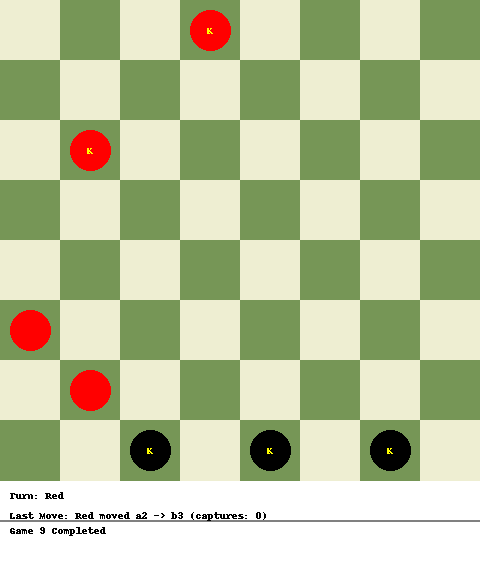 K
K
K K K
Turn: Red
Last Move: Red moved a2 -> b3 (captures: 0)
Game 9 Completed